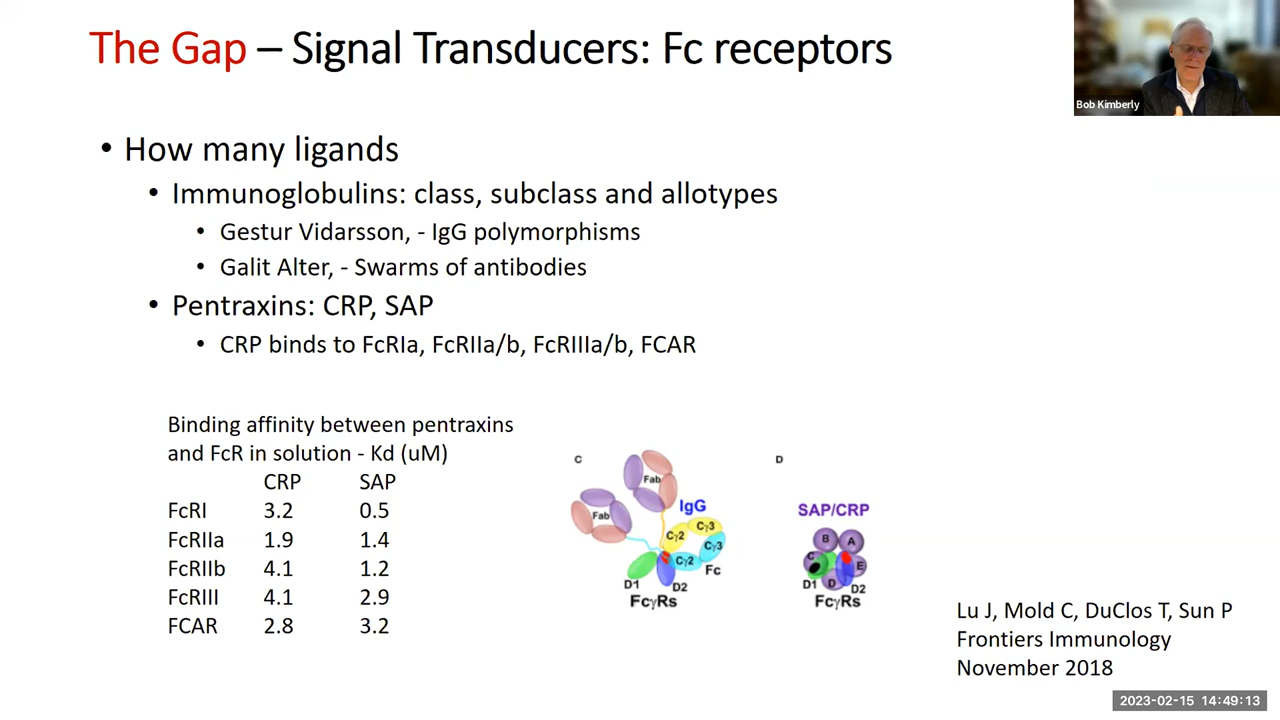 The Gap – Signal Transducers: Fc receptors
Bob Kimberly
• How many ligands
• Immunoglobulins: class, subclass and allotypes
• Gestur Vidarsson, - IgG polymorphisms
• Galit Alter, - Swarms of antibodies
• Pentraxins: CRP, SAP
• CRP binds to FcRIa, FcRIIa/b, FcRIIIa/b, FCAR
Binding affinity between pentraxins
and FcR in solution - Kd (uM)
CRP SAP
FcRI 3.2 0.5
FcRIIa 1.9 1.4
FcRIIb 4.1 1.2
FcRIII 4.1 2.9
FCAR 2.8 3.2
C
Fab
Fab
IgG
Cγ2
Cγ3
Cγ3
Cγ2
Fc
D1
D2
FcγRs
D
SAP/CRP
B
A
C
E
D
D1
D2
FcγRs
Lu J, Mold C, DuClos T, Sun P
Frontiers Immunology
November 2018
2023-02-15 14:49:13